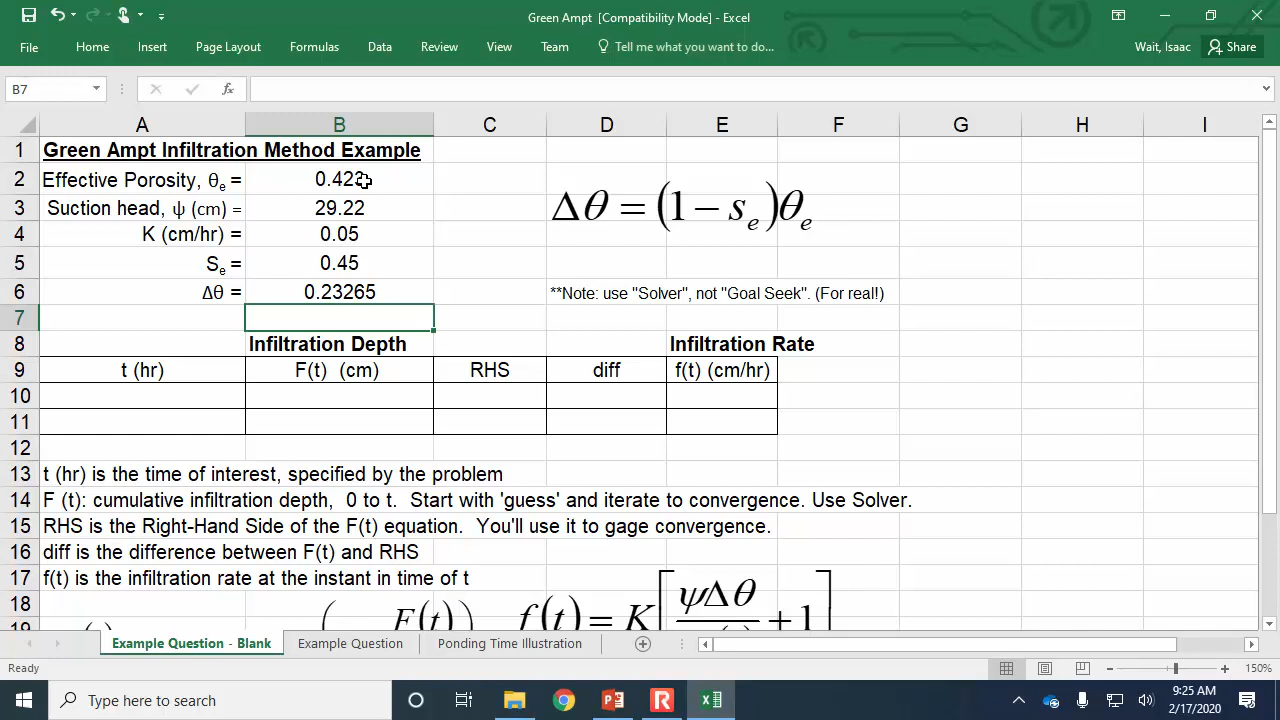 Green Ampt [Compatibility Mode] - Excel
File Home Insert Page Layout Formulas Data Review View Team Tell me what you want to do... Wait, Isaac Share
B7 fx
A B C D E F G H I
1 Green Ampt Infiltration Method Example
2 Effective Porosity, θe = 0.423
3 Suction head, ψ (cm) = 29.22
Δθ = (1 − se)θe
4 K (cm/hr) = 0.05
5 Se = 0.45
6 Δθ = 0.23265 **Note: use "Solver", not "Goal Seek". (For real!)
7
8 Infiltration Depth Infiltration Rate
9 t (hr) F(t) (cm) RHS diff f(t) (cm/hr)
10
11
12
13 t (hr) is the time of interest, specified by the problem
14 F (t): cumulative infiltration depth, 0 to t. Start with 'guess' and iterate to convergence. Use Solver.
15 RHS is the Right-Hand Side of the F(t) equation. You'll use it to gage convergence.
16 diff is the difference between F(t) and RHS
17 f(t) is the infiltration rate at the instant in time of t
18 F(t) f(t) = K[ψΔθ + 1]
19
Example Question - Blank Example Question Ponding Time Illustration
Ready 150%
Type here to search 9:25 AM
2/17/2020